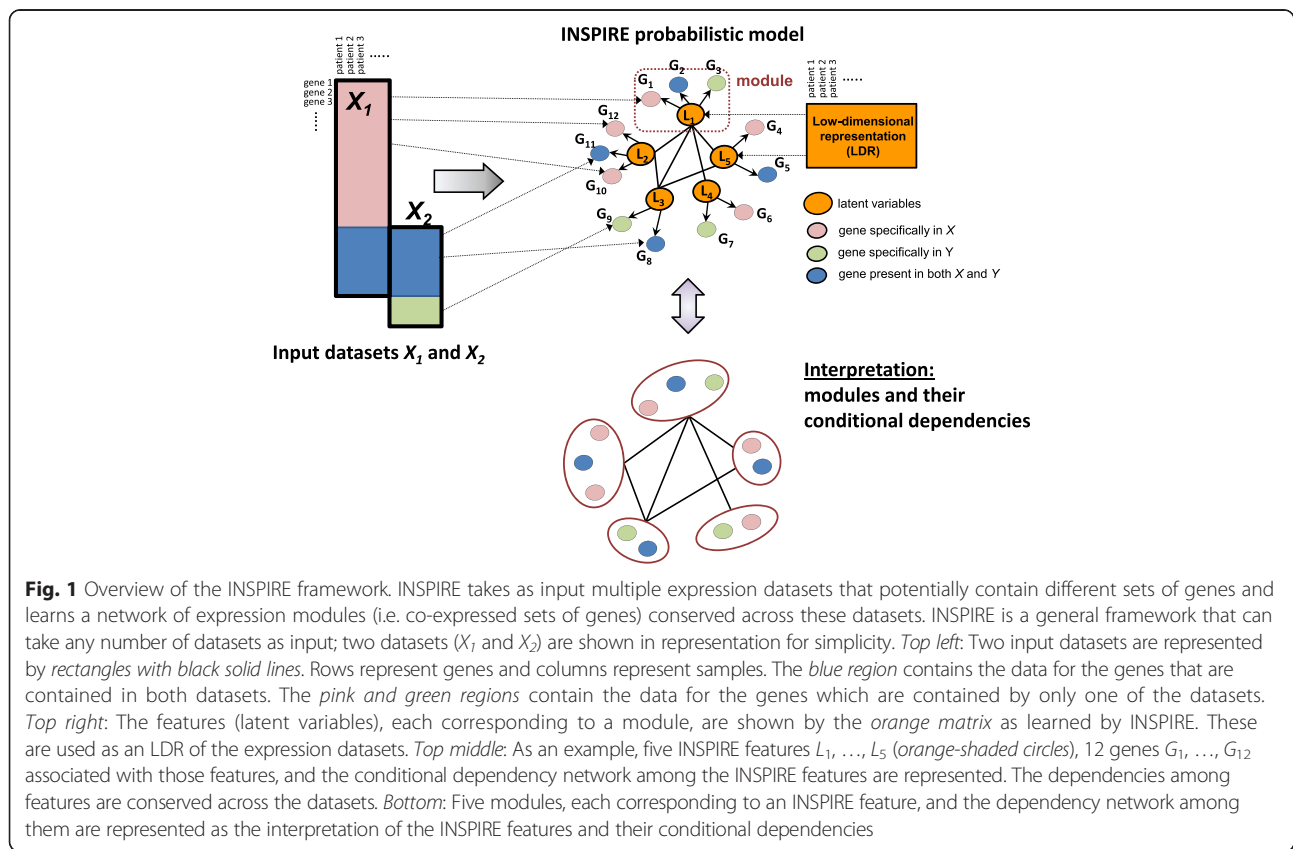 INSPIRE probabilistic model
patient 1
patient 2
patient 3
.....
gene 1
gene 2
gene 3
.....
X1
X2
Input datasets X1 and X2
G1
G2
G3
module
L1
G12
G11
L2
G10
G4
L5
G5
L3
L4
G9
G8
G7
G6
patient 1
patient 2
patient 3
.....
Low-dimensional
representation
(LDR)
latent variables
gene specifically in X
gene specifically in Y
gene present in both X and Y
Interpretation:
modules and their
conditional dependencies
Fig. 1 Overview of the INSPIRE framework. INSPIRE takes as input multiple expression datasets that potentially contain different sets of genes and
learns a network of expression modules (i.e. co-expressed sets of genes) conserved across these datasets. INSPIRE is a general framework that can
take any number of datasets as input; two datasets (X1 and X2) are shown in representation for simplicity. Top left: Two input datasets are represented
by rectangles with black solid lines. Rows represent genes and columns represent samples. The blue region contains the data for the genes that are
contained in both datasets. The pink and green regions contain the data for the genes which are contained by only one of the datasets.
Top right: The features (latent variables), each corresponding to a module, are shown by the orange matrix as learned by INSPIRE. These
are used as an LDR of the expression datasets. Top middle: As an example, five INSPIRE features L1, …, L5 (orange-shaded circles), 12 genes G1, …, G12
associated with those features, and the conditional dependency network among the INSPIRE features are represented. The dependencies among
features are conserved across the datasets. Bottom: Five modules, each corresponding to an INSPIRE feature, and the dependency network among
them are represented as the interpretation of the INSPIRE features and their conditional dependencies